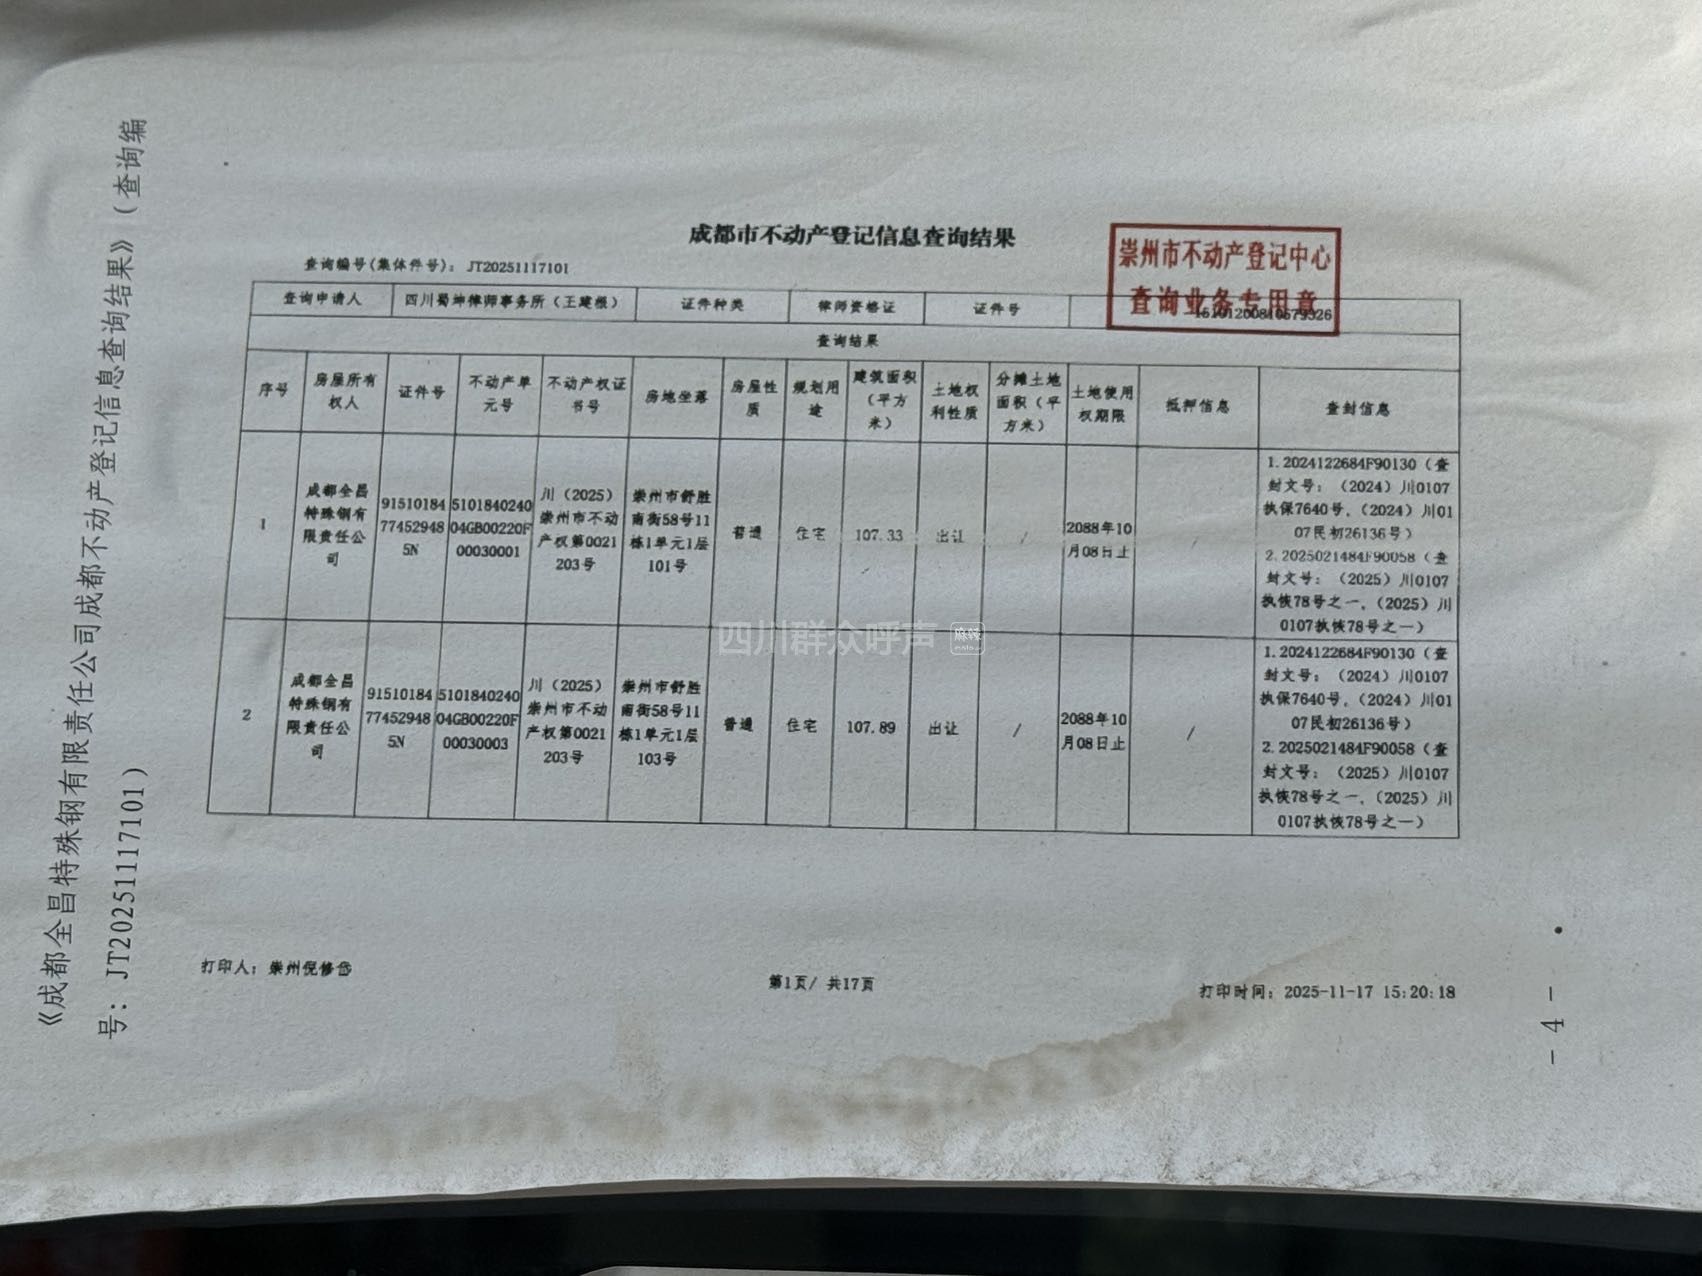 《成都全昌特殊钢有限责任公司成都不动产登记信息查询结果》（查询编
号：JT20251117101）
成都市不动产登记信息查询结果
崇州市不动产登记中心
查询业务专用章
查询编号(集体件号)：JT20251117101
查询申请人 四川蜀坤律师事务所（王建根） 证件种类 律师资格证 证件号
查询结果
序号 房屋所有权人 证件号 不动产单元号 不动产权证书号 房地坐落 房屋性质 规划用途 建筑面积（平方米） 土地权利性质 分摊土地面积（平方米） 土地使用权期限 抵押信息 查封信息
1 成都全昌特殊钢有限责任公司 91510184774529485N 510184024004GB00220F00030001 川（2025）崇州市不动产权第0021203号 崇州市舒胜南街58号11栋1单元1层101号 普通 住宅 107.33 出让 / 2088年10月08日止 / 1.2024122684F90130（查封文号：（2024）川0107执保7640号，（2024）川0107民初26136号） 2.2025021484F90058（查封文号：（2025）川0107执恢78号之一，（2025）川0107执恢78号之一）
2 成都全昌特殊钢有限责任公司 91510184774529485N 510184024004GB00220F00030003 川（2025）崇州市不动产权第0021203号 崇州市舒胜南街58号11栋1单元1层103号 普通 住宅 107.89 出让 / 2088年10月08日止 / 1.2024122684F90130（查封文号：（2024）川0107执保7640号，（2024）川0107民初26136号） 2.2025021484F90058（查封文号：（2025）川0107执恢78号之一，（2025）川0107执恢78号之一）
四川群众呼声 麻辣
打印人：崇州倪修岱
第1页/ 共17页
打印时间：2025-11-17 15:20:18
- 4 -